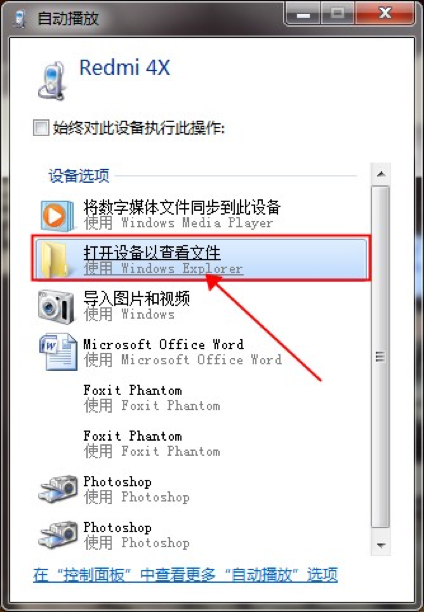 自动播放
Redmi 4X
始终对此设备执行此操作:
设备选项
将数字媒体文件同步到此设备
使用 Windows Media Player
打开设备以查看文件
使用 Windows Explorer
导入图片和视频
使用 Windows
Microsoft Office Word
使用 Microsoft Office Word
Foxit Phantom
使用 Foxit Phantom
Foxit Phantom
使用 Foxit Phantom
Photoshop
使用 Photoshop
Photoshop
使用 Photoshop
在“控制面板”中查看更多“自动播放”选项